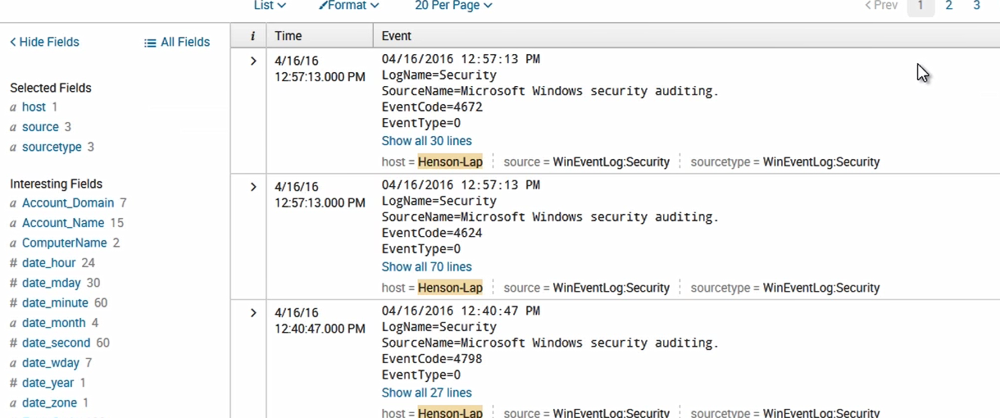 List
Format
20 Per Page
< Prev 1 2 3
< Hide Fields
All Fields
Selected Fields
a host 1
a source 3
a sourcetype 3
Interesting Fields
a Account_Domain 7
a Account_Name 15
a ComputerName 2
# date_hour 24
# date_mday 30
# date_minute 60
a date_month 4
# date_second 60
a date_wday 7
# date_year 1
a date_zone 1
i Time Event
4/16/16
12:57:13.000 PM
04/16/2016 12:57:13 PM
LogName=Security
SourceName=Microsoft Windows security auditing.
EventCode=4672
EventType=0
Show all 30 lines
host = Henson-Lap source = WinEventLog:Security sourcetype = WinEventLog:Security
4/16/16
12:57:13.000 PM
04/16/2016 12:57:13 PM
LogName=Security
SourceName=Microsoft Windows security auditing.
EventCode=4624
EventType=0
Show all 70 lines
host = Henson-Lap source = WinEventLog:Security sourcetype = WinEventLog:Security
4/16/16
12:40:47.000 PM
04/16/2016 12:40:47 PM
LogName=Security
SourceName=Microsoft Windows security auditing.
EventCode=4798
EventType=0
Show all 27 lines
host = Henson-Lap source = WinEventLog:Security sourcetype = WinEventLog:Security